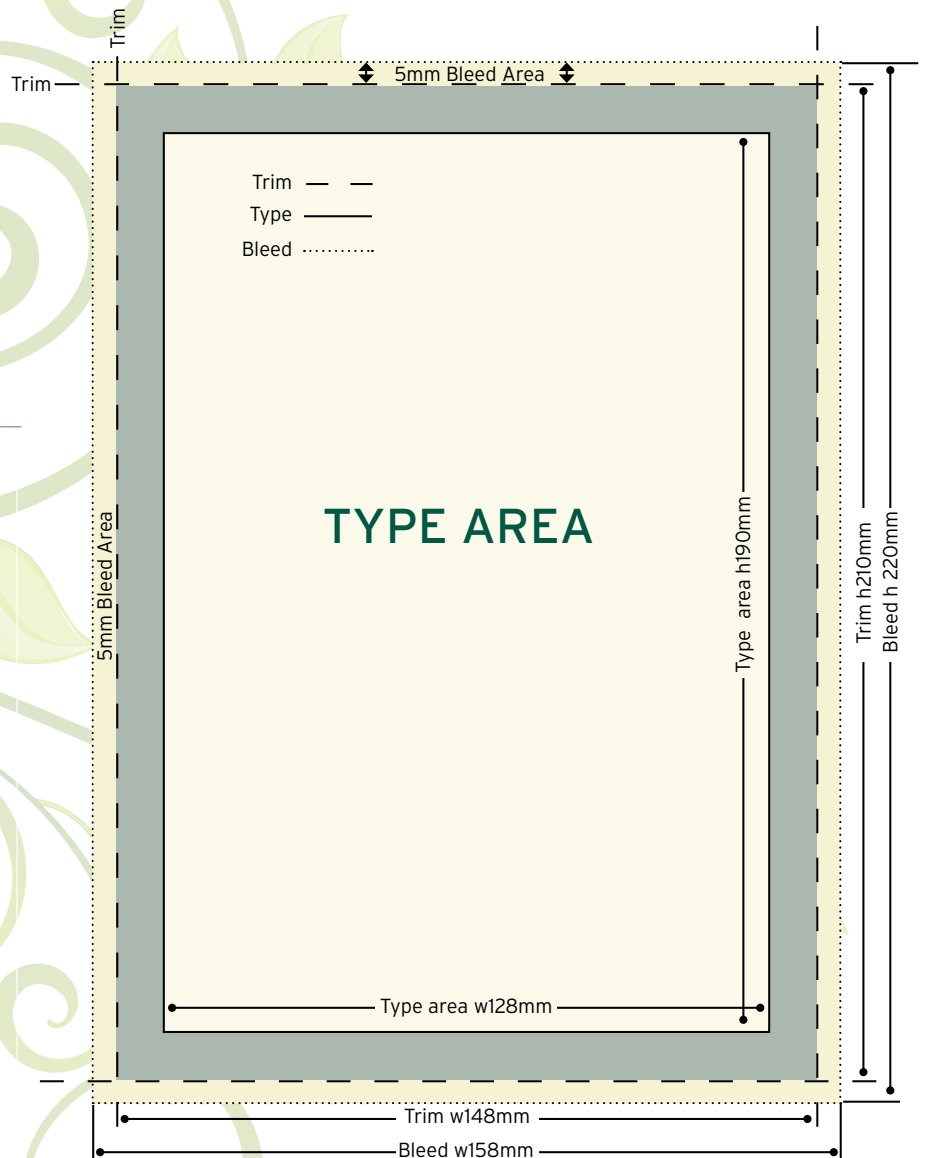 Trim
5mm Bleed Area
Trim
Trim
Type
Bleed
TYPE AREA
5mm Bleed Area
Type area h190mm
Trim h210mm
Bleed h 220mm
Type area w128mm
Trim w148mm
Bleed w158mm